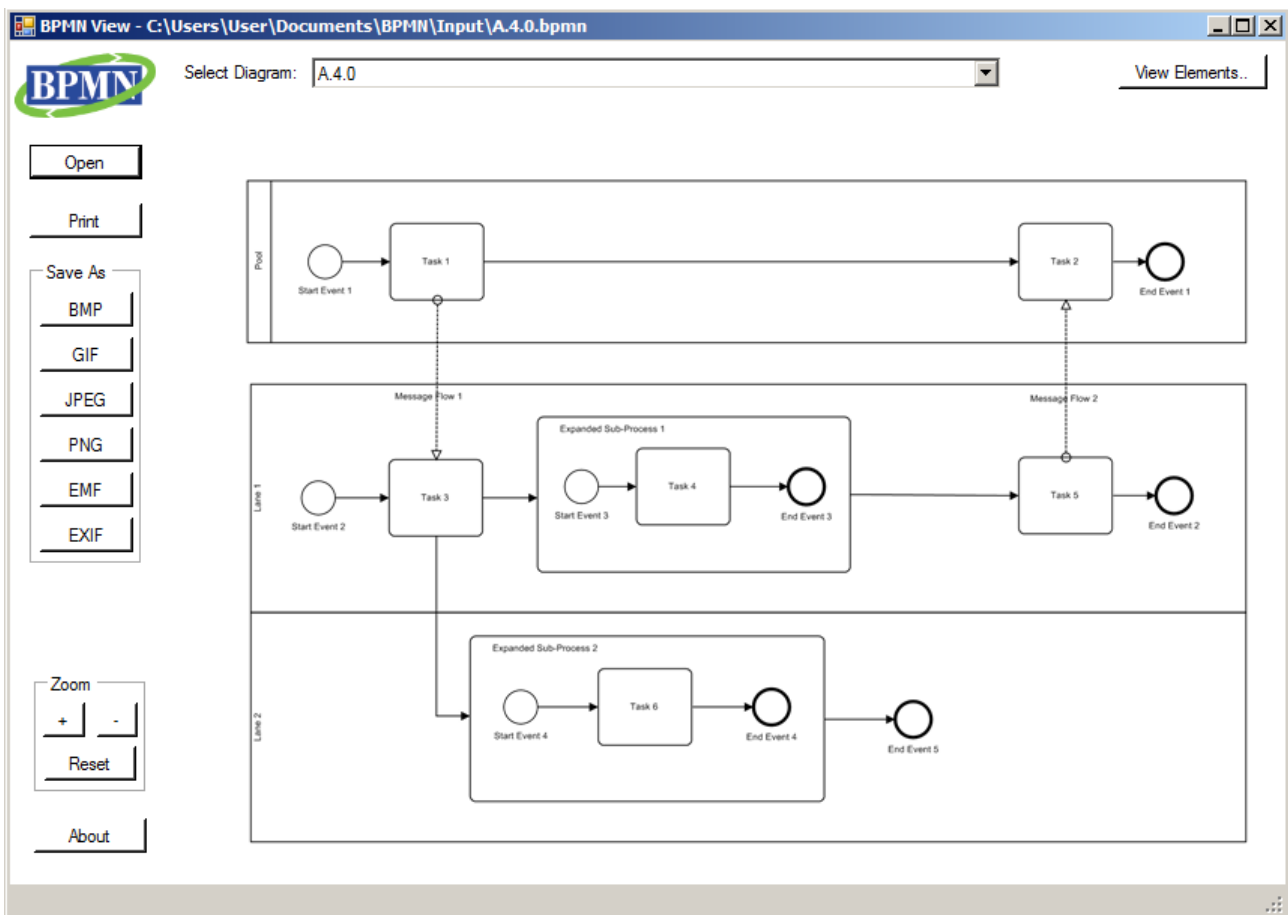 BPMN View - C:\Users\User\Documents\BPMN\Input\A.4.0.bpmn
BPMN
Select Diagram:
A.4.0
View Elements..
Open
Print
Save As
BMP
GIF
JPEG
PNG
EMF
EXIF
Zoom
+
-
Reset
About
Pool
Start Event 1
Task 1
Task 2
End Event 1
Message Flow 1
Message Flow 2
Lane 1
Start Event 2
Task 3
Expanded Sub-Process 1
Start Event 3
Task 4
End Event 3
Task 5
End Event 2
Lane 2
Expanded Sub-Process 2
Start Event 4
Task 6
End Event 4
End Event 5